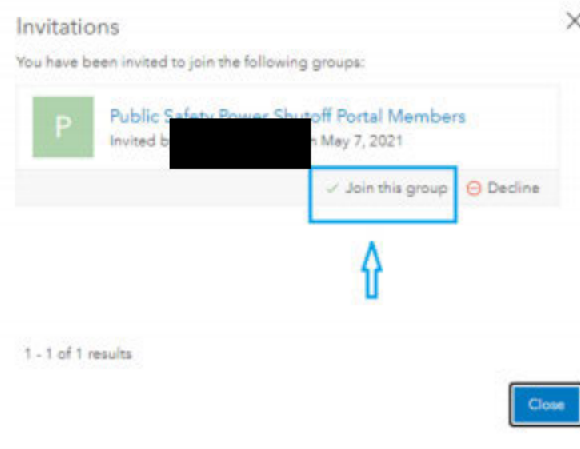 Invitations
You have been invited to join the following groups:
P
Public Safety Power Shutoff Portal Members
Invited b n May 7, 2021
Join this group Decline
1 - 1 of 1 results
Close